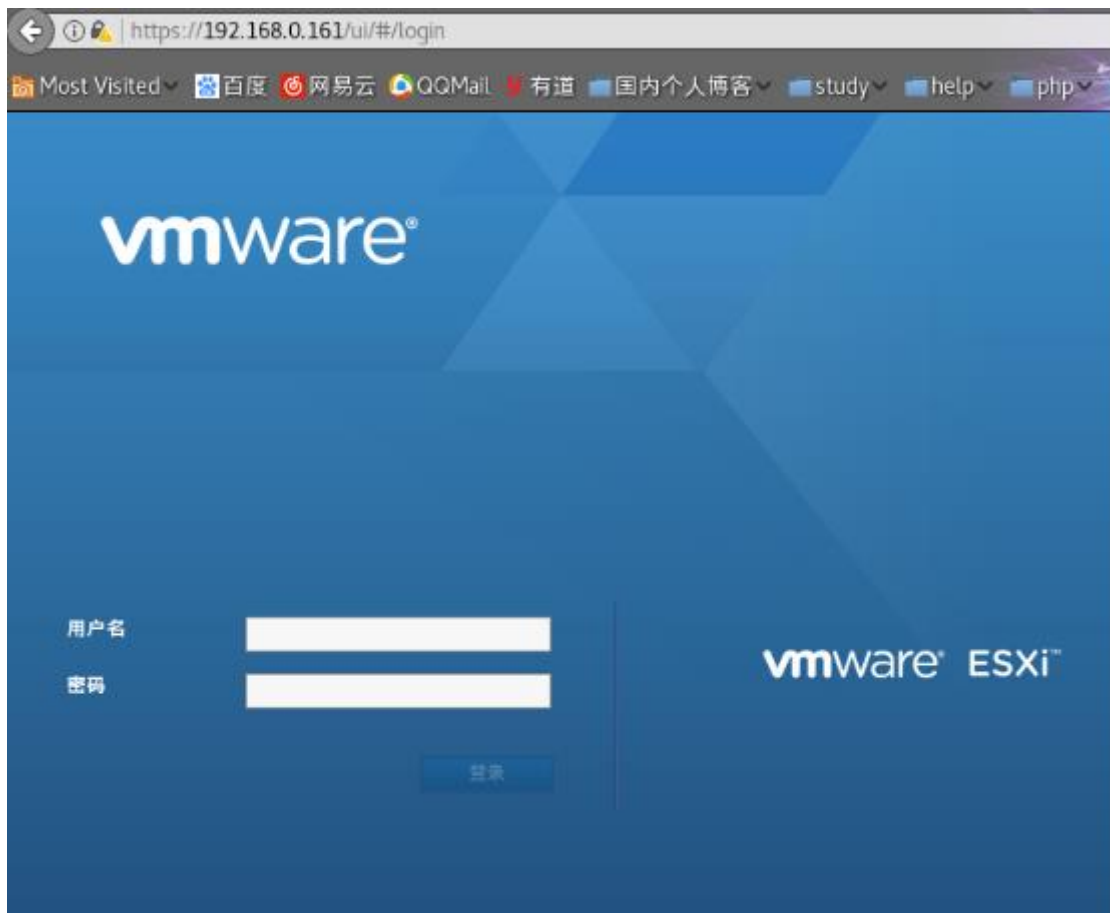 https://192.168.0.161/ui/#/login
Most Visited 百度 网易云 QQMail 有道 国内个人博客 study help php
vmware®
用户名
密码
vmware® ESXi™
登录